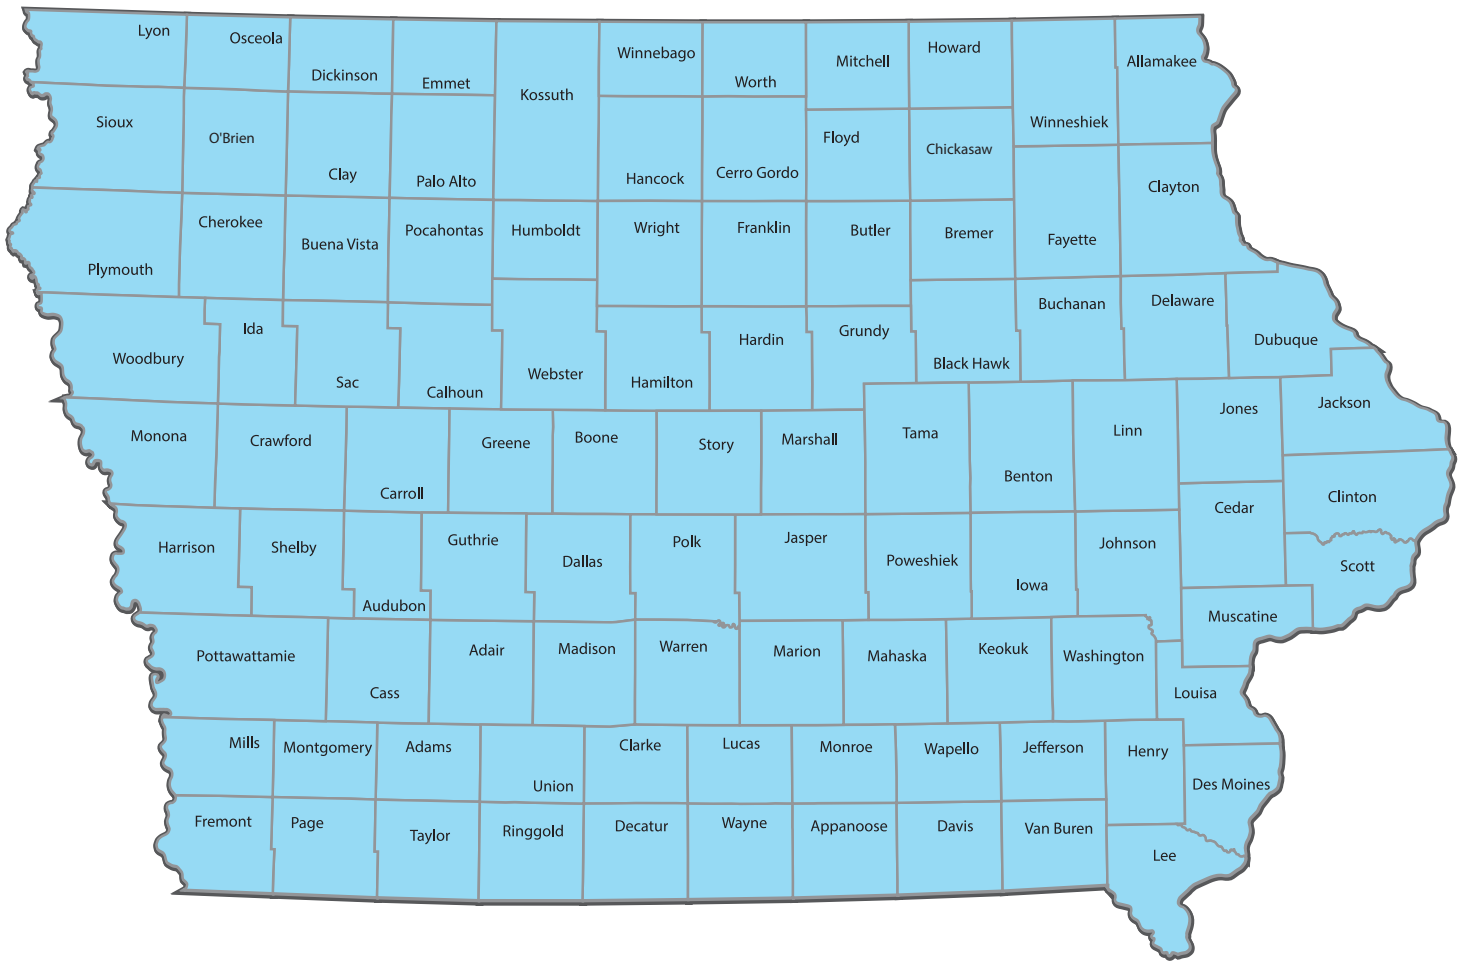 Lyon
Osceola
Dickinson
Emmet
Kossuth
Winnebago
Worth
Mitchell
Howard
Winneshiek
Allamakee
Sioux
O'Brien
Clay
Palo Alto
Hancock
Cerro Gordo
Floyd
Chickasaw
Clayton
Plymouth
Cherokee
Buena Vista
Pocahontas
Humboldt
Wright
Franklin
Butler
Bremer
Fayette
Woodbury
Ida
Sac
Calhoun
Webster
Hamilton
Hardin
Grundy
Black Hawk
Buchanan
Delaware
Dubuque
Monona
Crawford
Carroll
Greene
Boone
Story
Marshall
Tama
Benton
Linn
Jones
Jackson
Harrison
Shelby
Audubon
Guthrie
Dallas
Polk
Jasper
Poweshiek
Iowa
Johnson
Cedar
Clinton
Scott
Muscatine
Pottawattamie
Cass
Adair
Madison
Warren
Marion
Mahaska
Keokuk
Washington
Louisa
Mills
Montgomery
Adams
Union
Clarke
Lucas
Monroe
Wapello
Jefferson
Henry
Des Moines
Fremont
Page
Taylor
Ringgold
Decatur
Wayne
Appanoose
Davis
Van Buren
Lee